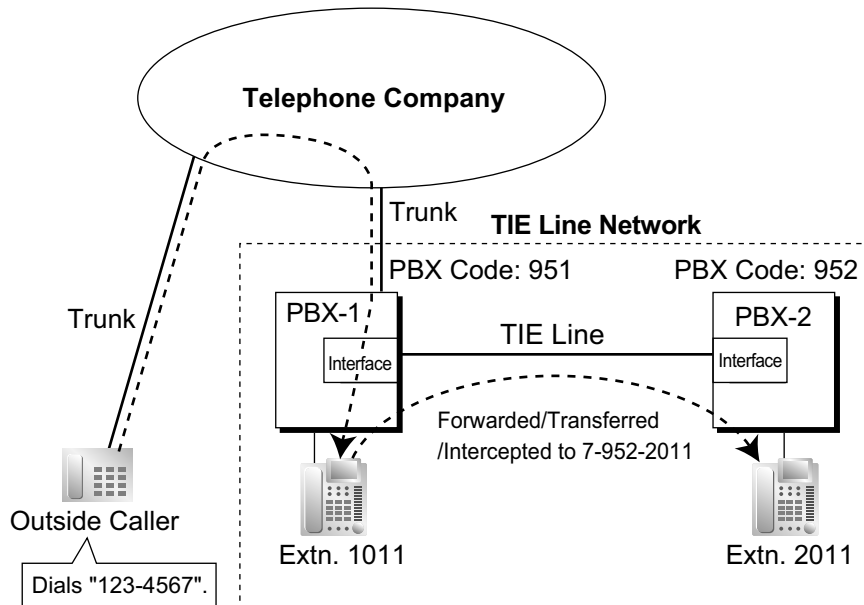 Telephone Company
Trunk
TIE Line Network
PBX Code: 951
PBX Code: 952
Trunk
PBX-1
PBX-2
TIE Line
Interface
Interface
Forwarded/Transferred
/Intercepted to 7-952-2011
Outside Caller
Extn. 1011
Extn. 2011
Dials "123-4567".